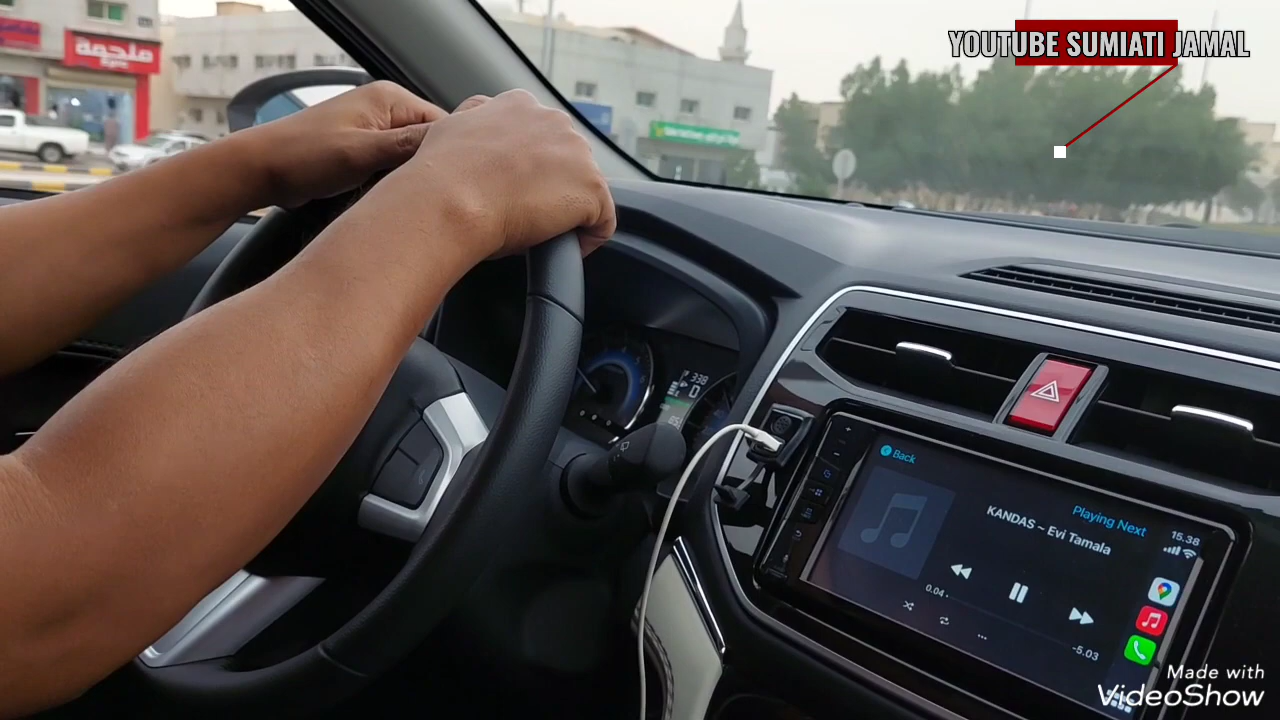 YOUTUBE SUMIATI JAMAL
ملحمة
Back
Playing Next
KANDAS ~ Evi Tamala
15.38
0.04
-5.03
398
D
Made with
VideoShow